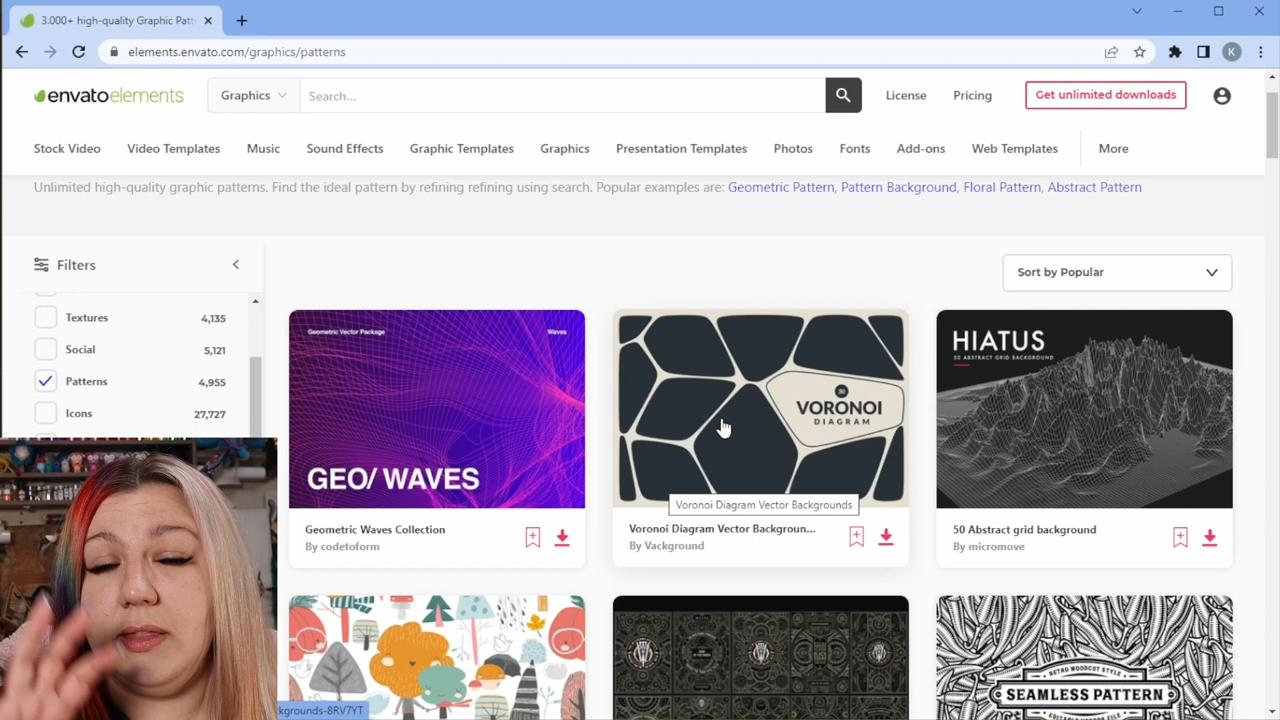 3.000+ high-quality Graphic Patt
elements.envato.com/graphics/patterns
K
envatoelements
Graphics
Search...
License
Pricing
Get unlimited downloads
Stock Video
Video Templates
Music
Sound Effects
Graphic Templates
Graphics
Presentation Templates
Photos
Fonts
Add-ons
Web Templates
More
Unlimited high-quality graphic patterns. Find the ideal pattern by refining refining using search. Popular examples are: Geometric Pattern, Pattern Background, Floral Pattern, Abstract Pattern
Filters
Sort by Popular
Textures 4,135
Social 5,121
Patterns 4,955
Icons 27,727
Geometric Vector Package
Waves
GEO/ WAVES
Geometric Waves Collection
By codetoform
30
VORONOI
DIAGRAM
Voronoi Diagram Vector Backgrounds
Voronoi Diagram Vector Backgroun...
By Vackground
HIATUS
50 ABSTRACT GRID BACKGROUND
50 Abstract grid background
By micromove
RETRO WOODCUT STYLE
SEAMLESS PATTERN
kgrounds-8RV7YT